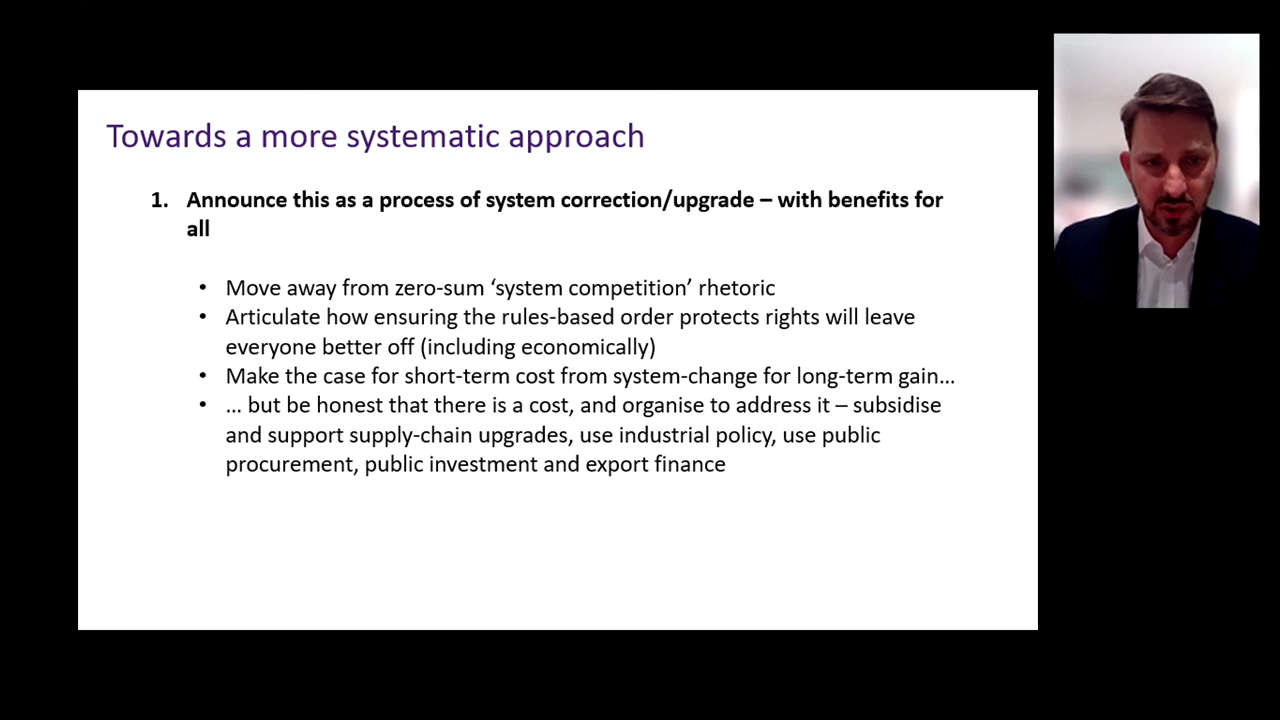 Towards a more systematic approach
1. Announce this as a process of system correction/upgrade – with benefits for
all
• Move away from zero-sum ‘system competition’ rhetoric
• Articulate how ensuring the rules-based order protects rights will leave
everyone better off (including economically)
• Make the case for short-term cost from system-change for long-term gain…
• … but be honest that there is a cost, and organise to address it – subsidise
and support supply-chain upgrades, use industrial policy, use public
procurement, public investment and export finance